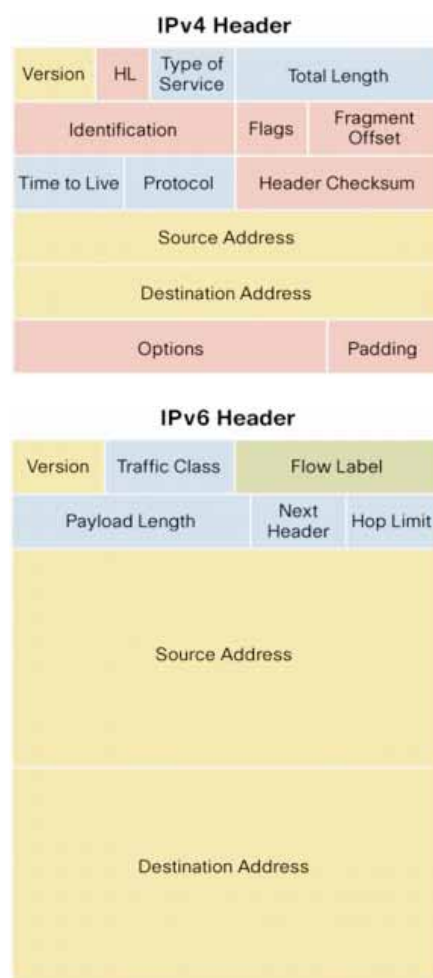 IPv4 Header
Version HL Type of Service Total Length
Identification Flags Fragment Offset
Time to Live Protocol Header Checksum
Source Address
Destination Address
Options Padding
IPv6 Header
Version Traffic Class Flow Label
Payload Length Next Header Hop Limit
Source Address
Destination Address